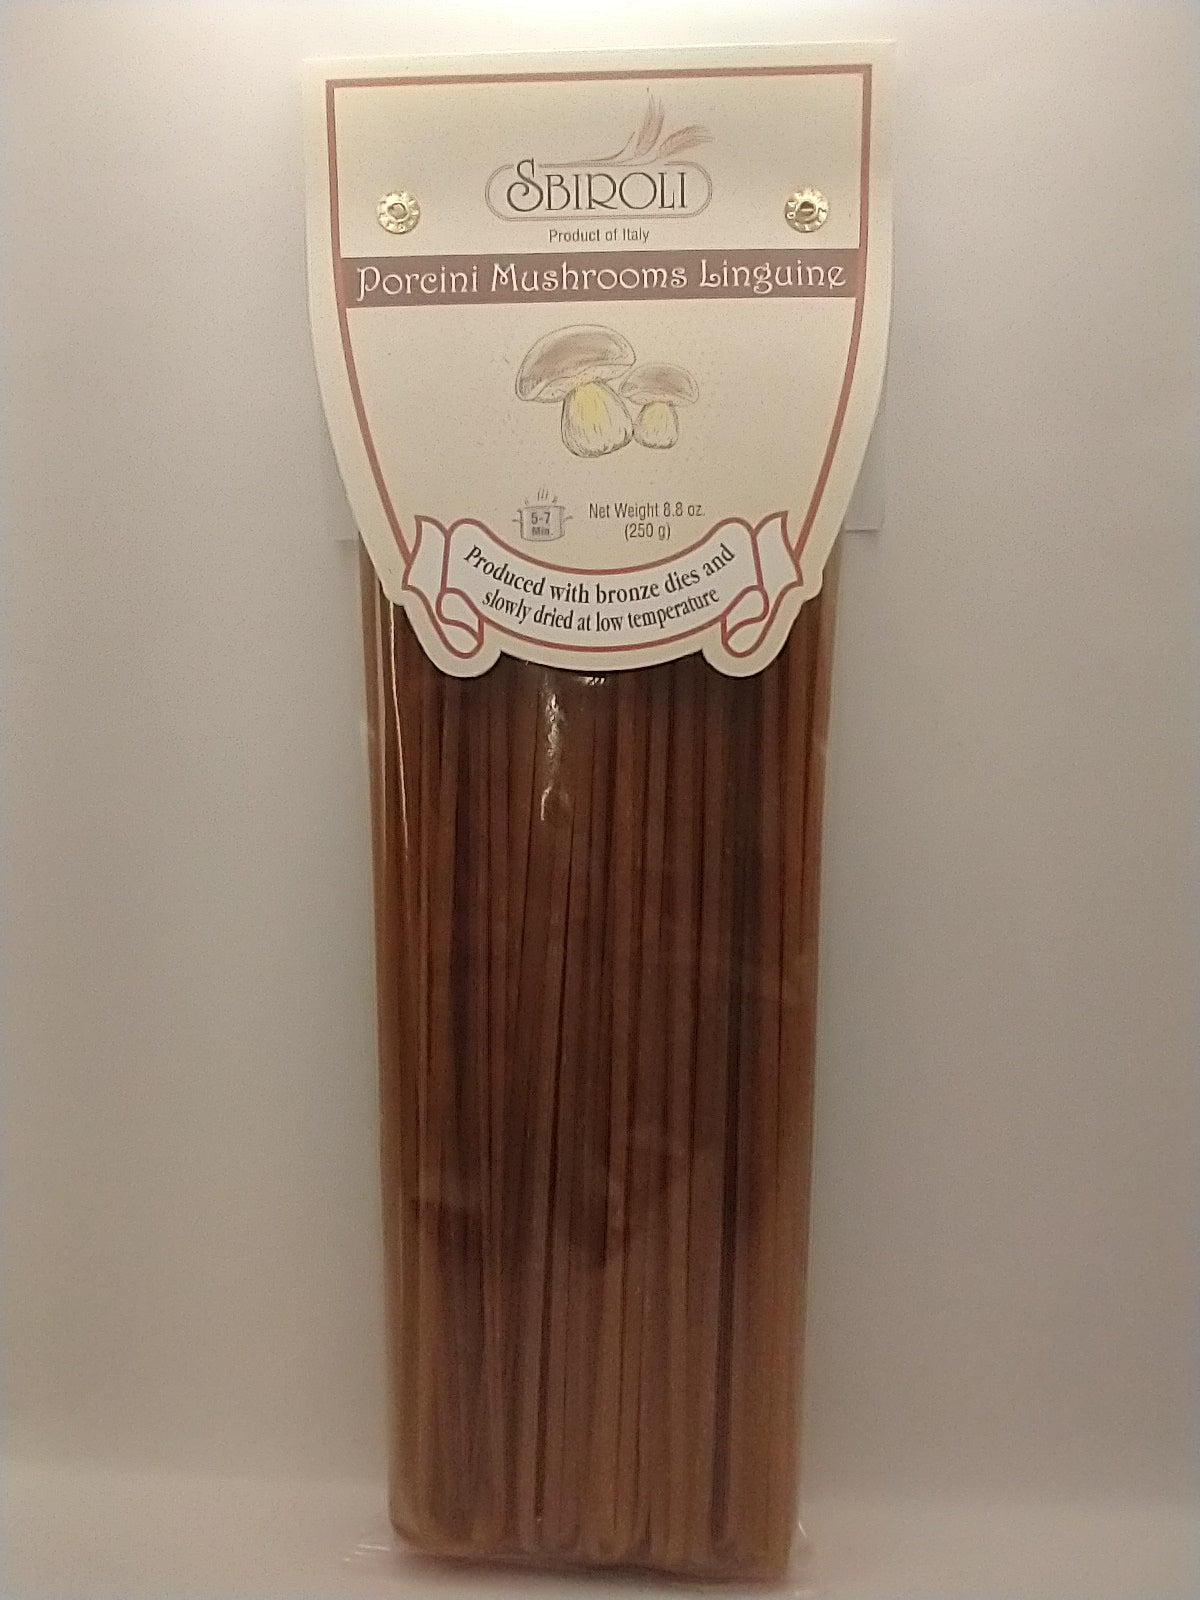 SBIROLI
Product of Italy
Porcini Mushrooms Linguine
5-7
Min.
Net Weight 8.8 oz.
(250 g)
Produced with bronze dies and
slowly dried at low temperature